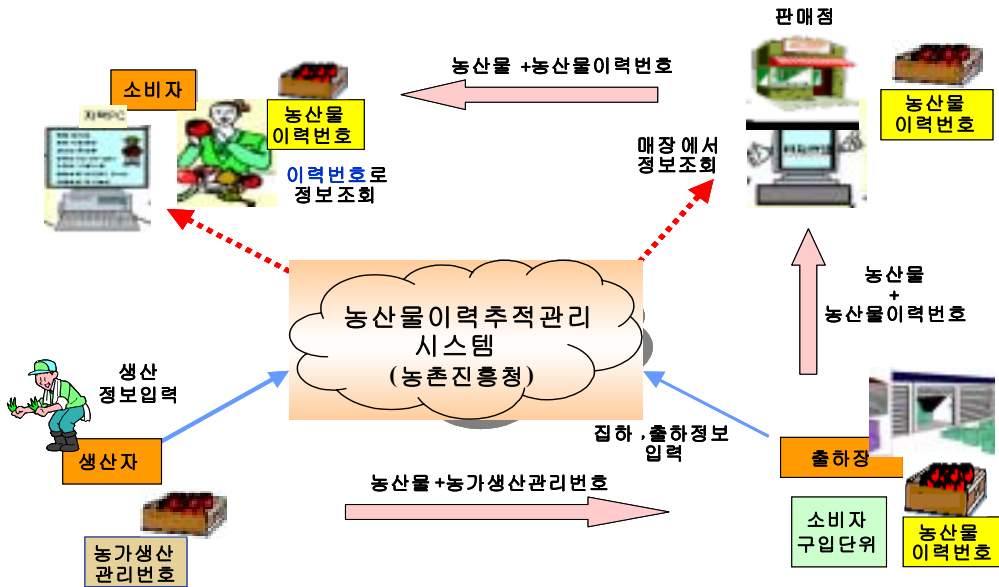 판매점
농산물 +농산물이력번호
소비자
자택PC
농산물
이력번호
농산물
이력번호
이력번호로
정보조회
매장에서
정보조회
농산물
+
농산물이력번호
농산물이력추적관리
시스템
(농촌진흥청)
생산
정보입력
생산자
집하 ,출하정보
입력
출하장
농산물+농가생산관리번호
농가생산
관리번호
소비자
구입단위
농산물
이력번호